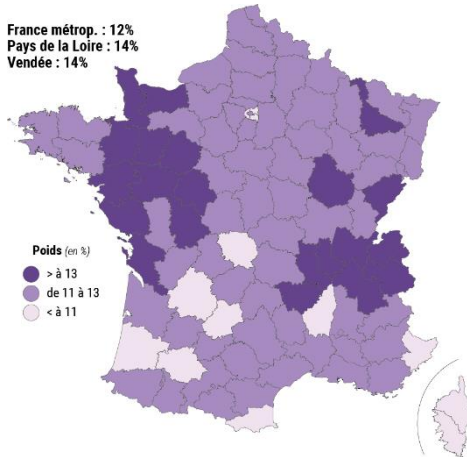 France métrop. : 12%
Pays de la Loire : 14%
Vendée : 14%
Poids (en %)
> à 13
de 11 à 13
< à 11